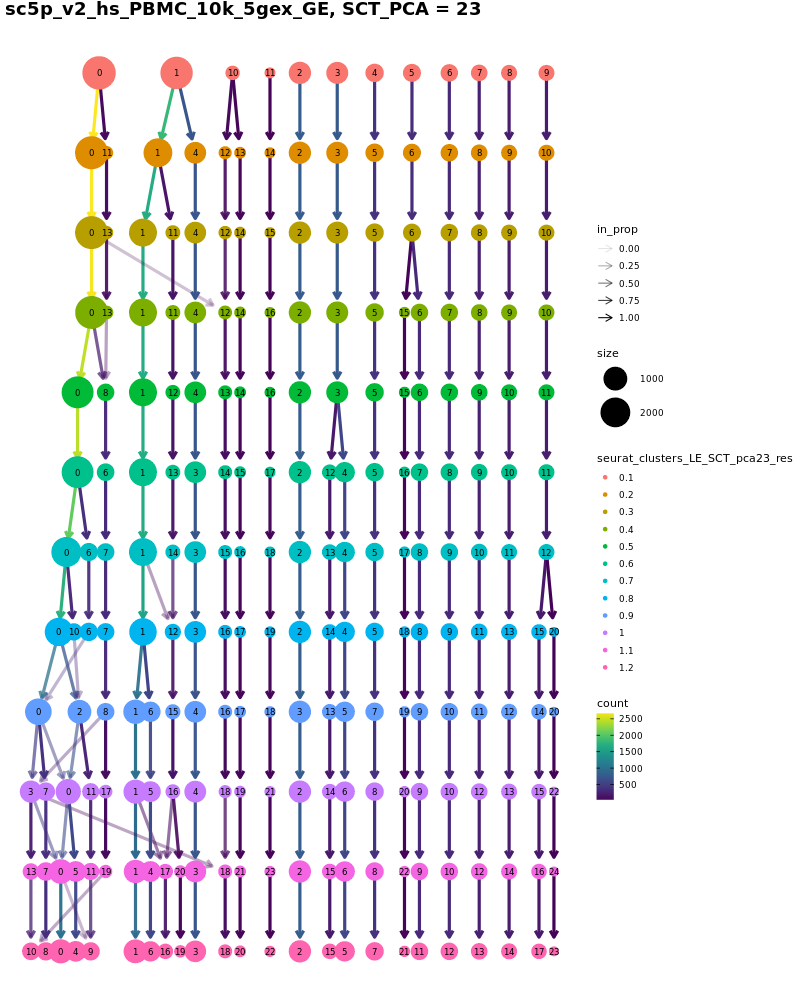 sc5p_v2_hs_PBMC_10k_5gex_GE, SCT_PCA = 23
0 1 10 11 2 3 4 5 6 7 8 9
0 11 1 4 12 13 14 2 3 5 6 7 8 9 10
0 13 1 11 4 12 14 15 2 3 5 6 7 8 9 10
0 13 1 11 4 12 14 16 2 3 5 15 6 7 8 9 10
0 8 1 12 4 13 14 16 2 3 5 15 6 7 9 10 11
0 6 1 13 3 14 15 17 2 12 4 5 16 7 8 9 10 11
0 6 7 1 14 3 15 16 18 2 13 4 5 17 8 9 10 11 12
0 10 6 7 1 12 3 16 17 19 2 14 4 5 18 8 9 11 13 15 20
0 2 8 1 6 15 4 16 17 18 3 13 5 7 19 9 10 11 12 14 20
3 7 0 11 17 1 5 16 4 18 19 21 2 14 6 8 20 9 10 12 13 15 22
13 7 0 5 11 19 1 4 17 20 3 18 21 23 2 15 6 8 22 9 10 12 14 16 24
10 8 0 4 9 1 6 16 19 3 18 20 22 2 15 5 7 21 11 12 13 14 17 23
in_prop
0.00
0.25
0.50
0.75
1.00
size
1000
2000
seurat_clusters_LE_SCT_pca23_res
0.1
0.2
0.3
0.4
0.5
0.6
0.7
0.8
0.9
1
1.1
1.2
count
2500
2000
1500
1000
500